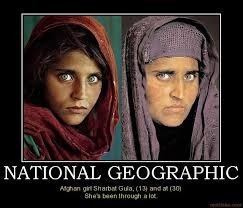 NATIONAL GEOGRAPHIC
Afghan girl Sharbat Gula, (13) and at (30)
She's been through a lot.